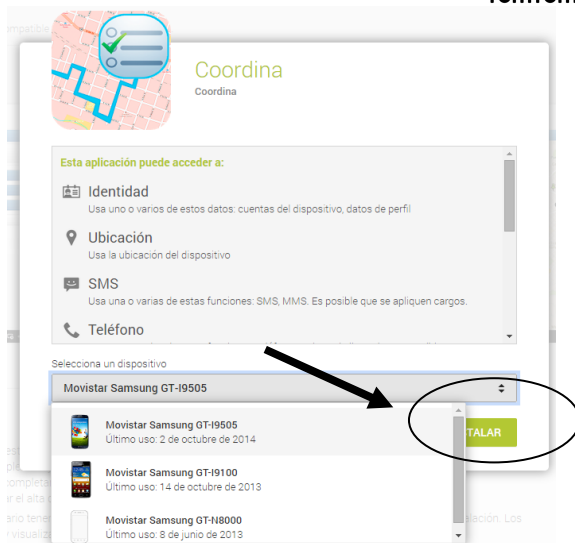 Coordina
Coordina
Esta aplicación puede acceder a:
Identidad
Usa uno o varios de estos datos: cuentas del dispositivo, datos de perfil
Ubicación
Usa la ubicación del dispositivo
SMS
Usa una o varias de estas funciones: SMS, MMS. Es posible que se apliquen cargos.
Teléfono
Selecciona un dispositivo
Movistar Samsung GT-I9505
Movistar Samsung GT-I9505
Último uso: 2 de octubre de 2014
TALAR
Movistar Samsung GT-I9100
Último uso: 14 de octubre de 2013
Movistar Samsung GT-N8000
Último uso: 8 de junio de 2013